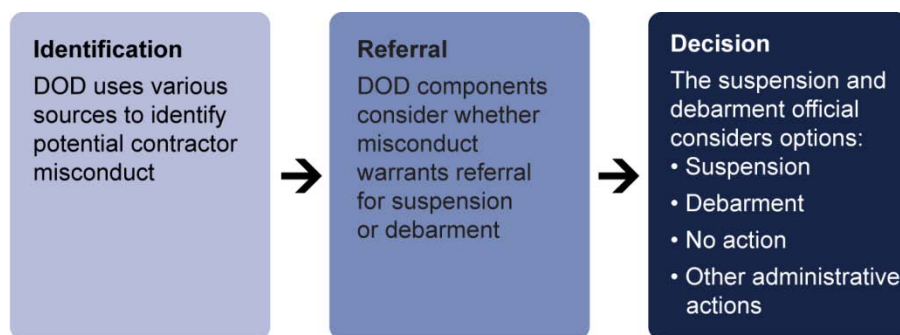 Identification
DOD uses various
sources to identify
potential contractor
misconduct
Referral
DOD components
consider whether
misconduct
warrants referral
for suspension
or debarment
Decision
The suspension and
debarment official
considers options:
• Suspension
• Debarment
• No action
• Other administrative
actions